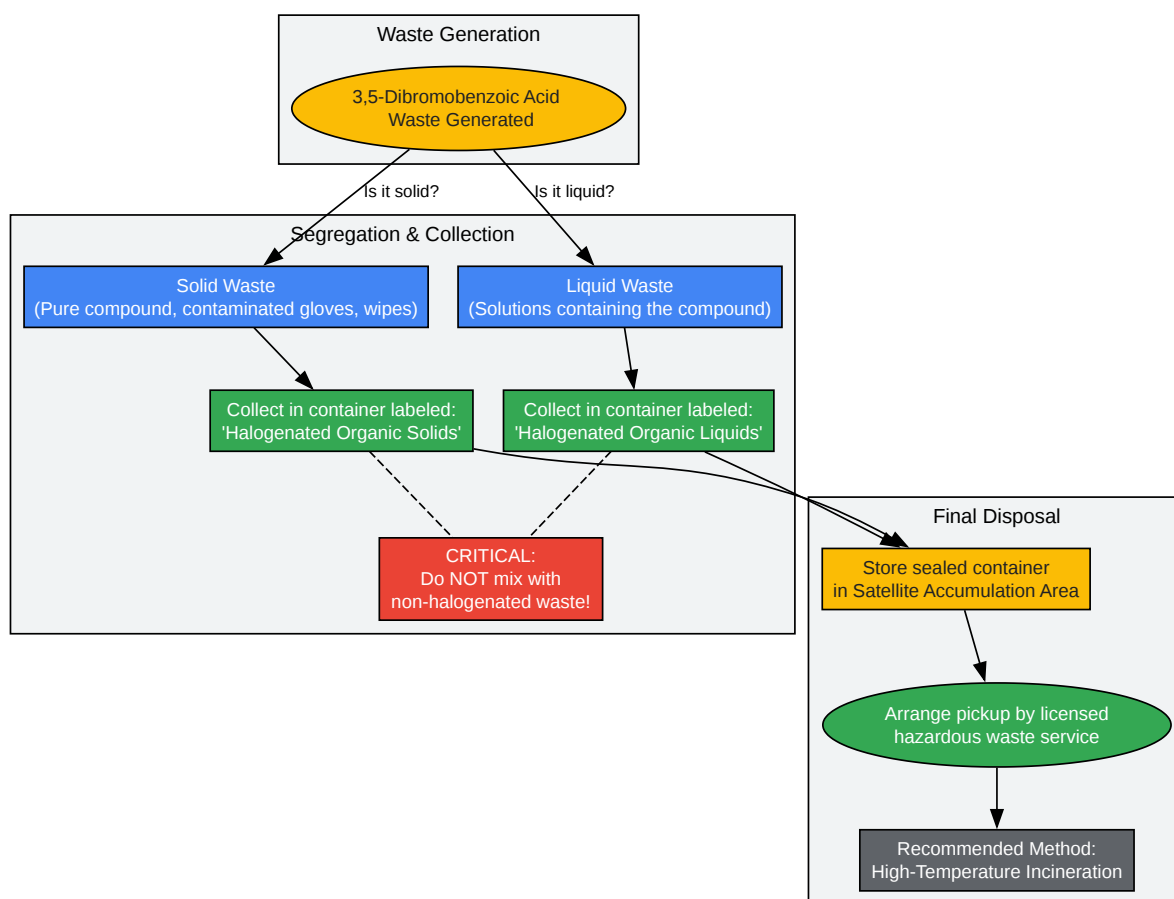 Waste Generation
3,5-Dibromobenzoic Acid
Waste Generated
Is it solid?
Is it liquid?
Segregation & Collection
Solid Waste
(Pure compound, contaminated gloves, wipes)
Liquid Waste
(Solutions containing the compound)
Collect in container labeled:
'Halogenated Organic Solids'
Collect in container labeled:
'Halogenated Organic Liquids'
CRITICAL:
Do NOT mix with
non-halogenated waste!
Final Disposal
Store sealed container
in Satellite Accumulation Area
Arrange pickup by licensed
hazardous waste service
Recommended Method:
High-Temperature Incineration